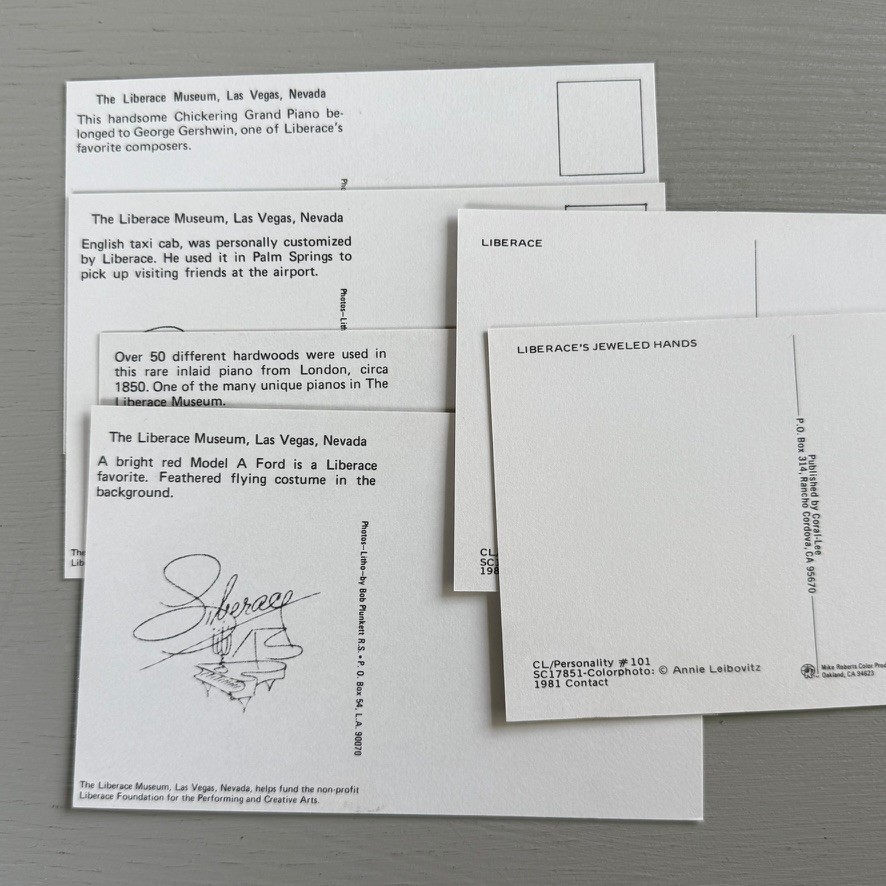 The Liberace Museum, Las Vegas, Nevada
This handsome Chickering Grand Piano be-
longed to George Gershwin, one of Liberace's
favorite composers.
The Liberace Museum, Las Vegas, Nevada
English taxi cab, was personally customized
by Liberace. He used it in Palm Springs to
pick up visiting friends at the airport.
Photos—Lith
Over 50 different hardwoods were used in
this rare inlaid piano from London, circa
1850. One of the many unique pianos in The
Liberace Museum.
The
Lib
The Liberace Museum, Las Vegas, Nevada
A bright red Model A Ford is a Liberace
favorite. Feathered flying costume in the
background.
Liberace
Photos—Litho—by Bob Plunkett R.S. • P. O. Box 54, L.A. 90070
The Liberace Museum, Las Vegas, Nevada, helps fund the non-profit
Liberace Foundation for the Performing and Creative Arts.
LIBERACE
CL
SC
198
LIBERACE'S JEWELED HANDS
Published by Coral-Lee
P.O. Box 314, Rancho Cordova, CA 95670
CL/Personality #101
SC17851-Colorphoto: © Annie Leibovitz
1981 Contact
Mike Roberts Color Prod
Oakland, CA 94623